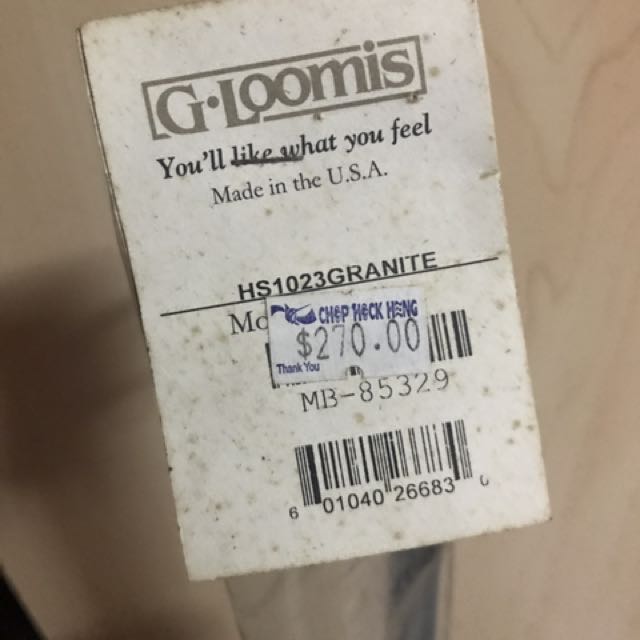 G·Loomis
You'll like what you feel
Made in the U.S.A.
HS1023GRANITE
Mo
CHEP HOCK HENG
$270.00
Thank You
MB-85329
6 01040 26683 0